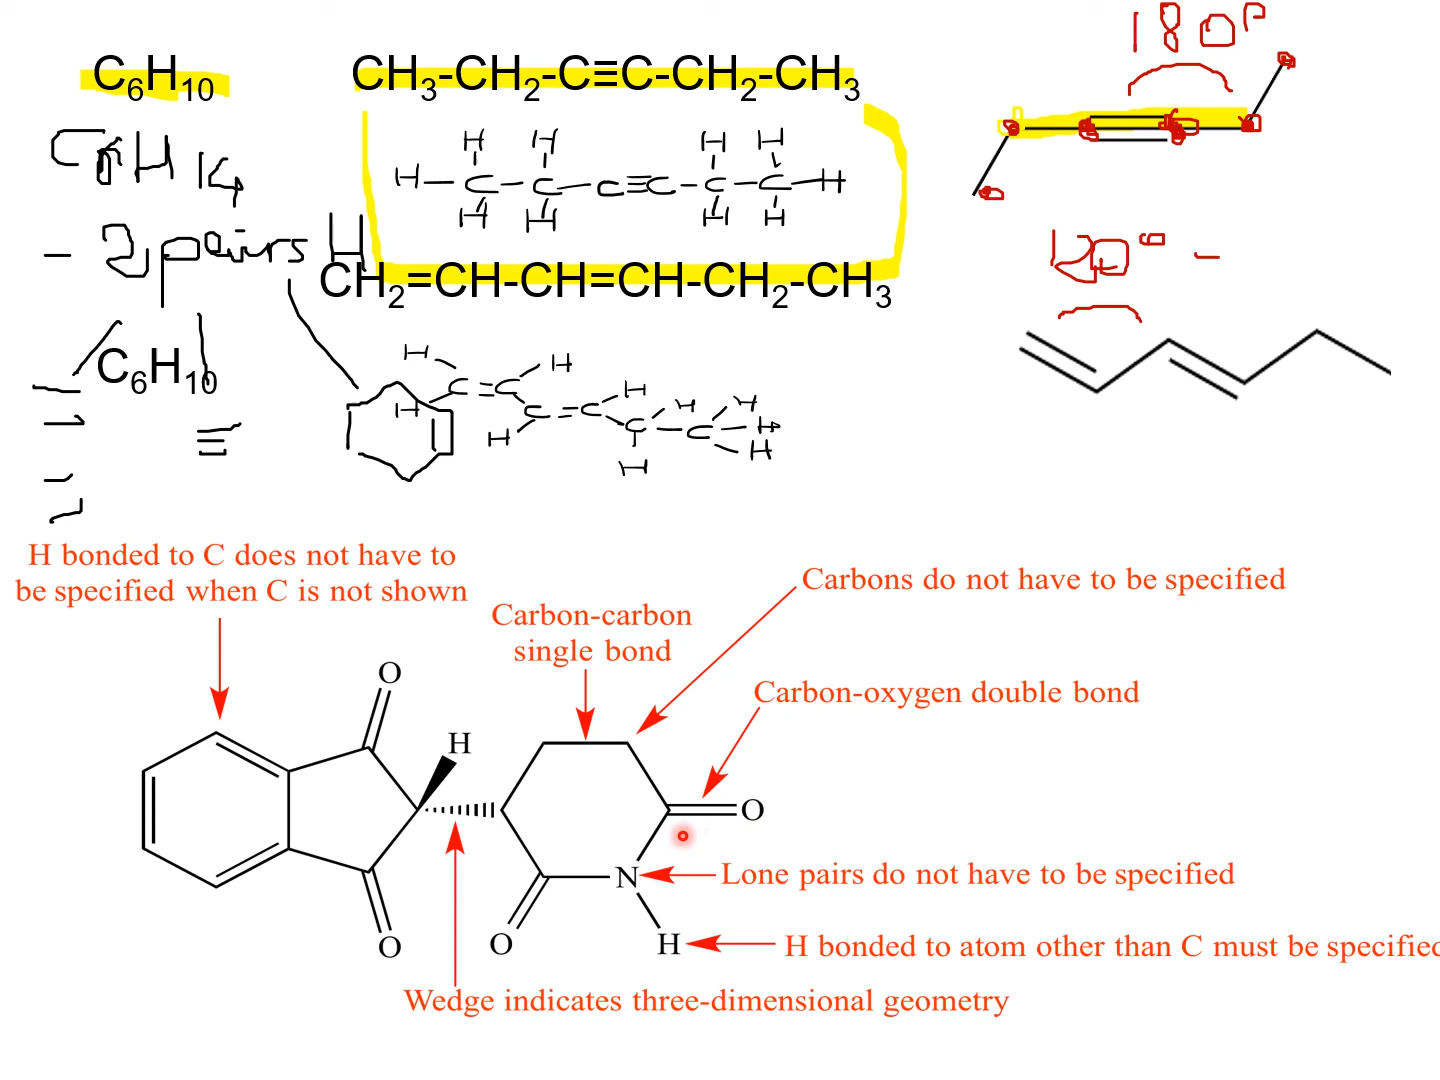 C₆H₁₀
CH₃-CH₂-C≡C-CH₂-CH₃
180°
C₆H₁₄
H H H H
H-C-C-C≡C-C-C-H
H H H H
- 2 pairs H
120°
CH₂=CH-CH=CH-CH₂-CH₃
C₆H₁₀
H H
C=C
H C=C H H H
H C-C H
H H
H bonded to C does not have to
be specified when C is not shown
Carbon-carbon
single bond
Carbons do not have to be specified
Carbon-oxygen double bond
O
H
O
Lone pairs do not have to be specified
N
O
O
H
H bonded to atom other than C must be specified
Wedge indicates three-dimensional geometry